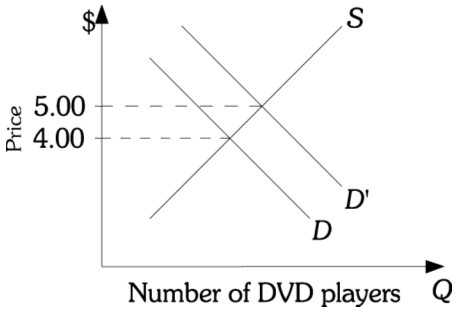 $
S
Price
5.00
4.00
D'
D
Number of DVD players
Q